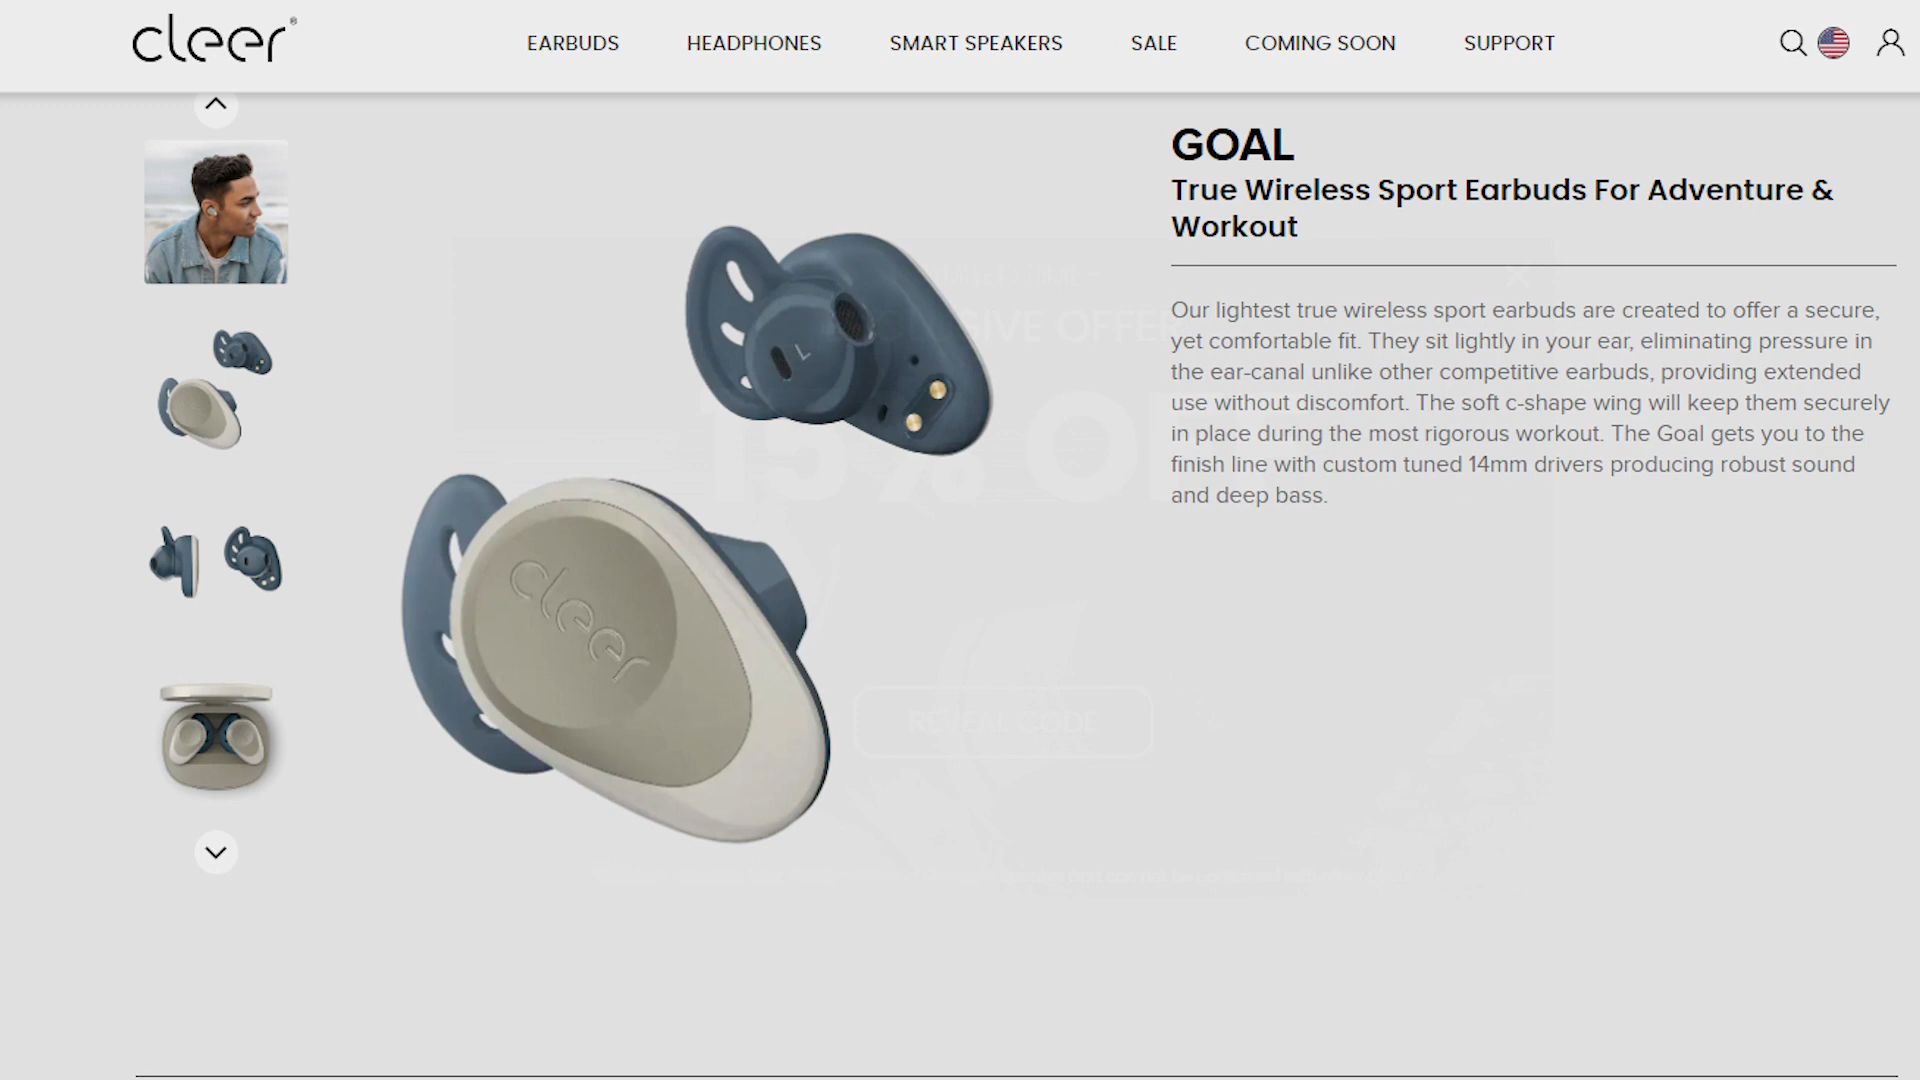 cleer®
EARBUDS
HEADPHONES
SMART SPEAKERS
SALE
COMING SOON
SUPPORT
GOAL
True Wireless Sport Earbuds For Adventure &
Workout
Our lightest true wireless sport earbuds are created to offer a secure,
yet comfortable fit. They sit lightly in your ear, eliminating pressure in
the ear-canal unlike other competitive earbuds, providing extended
use without discomfort. The soft c-shape wing will keep them securely
in place during the most rigorous workout. The Goal gets you to the
finish line with custom tuned 14mm drivers producing robust sound
and deep bass.
L
cleer
OFFER
15% O
REVEAL CODE